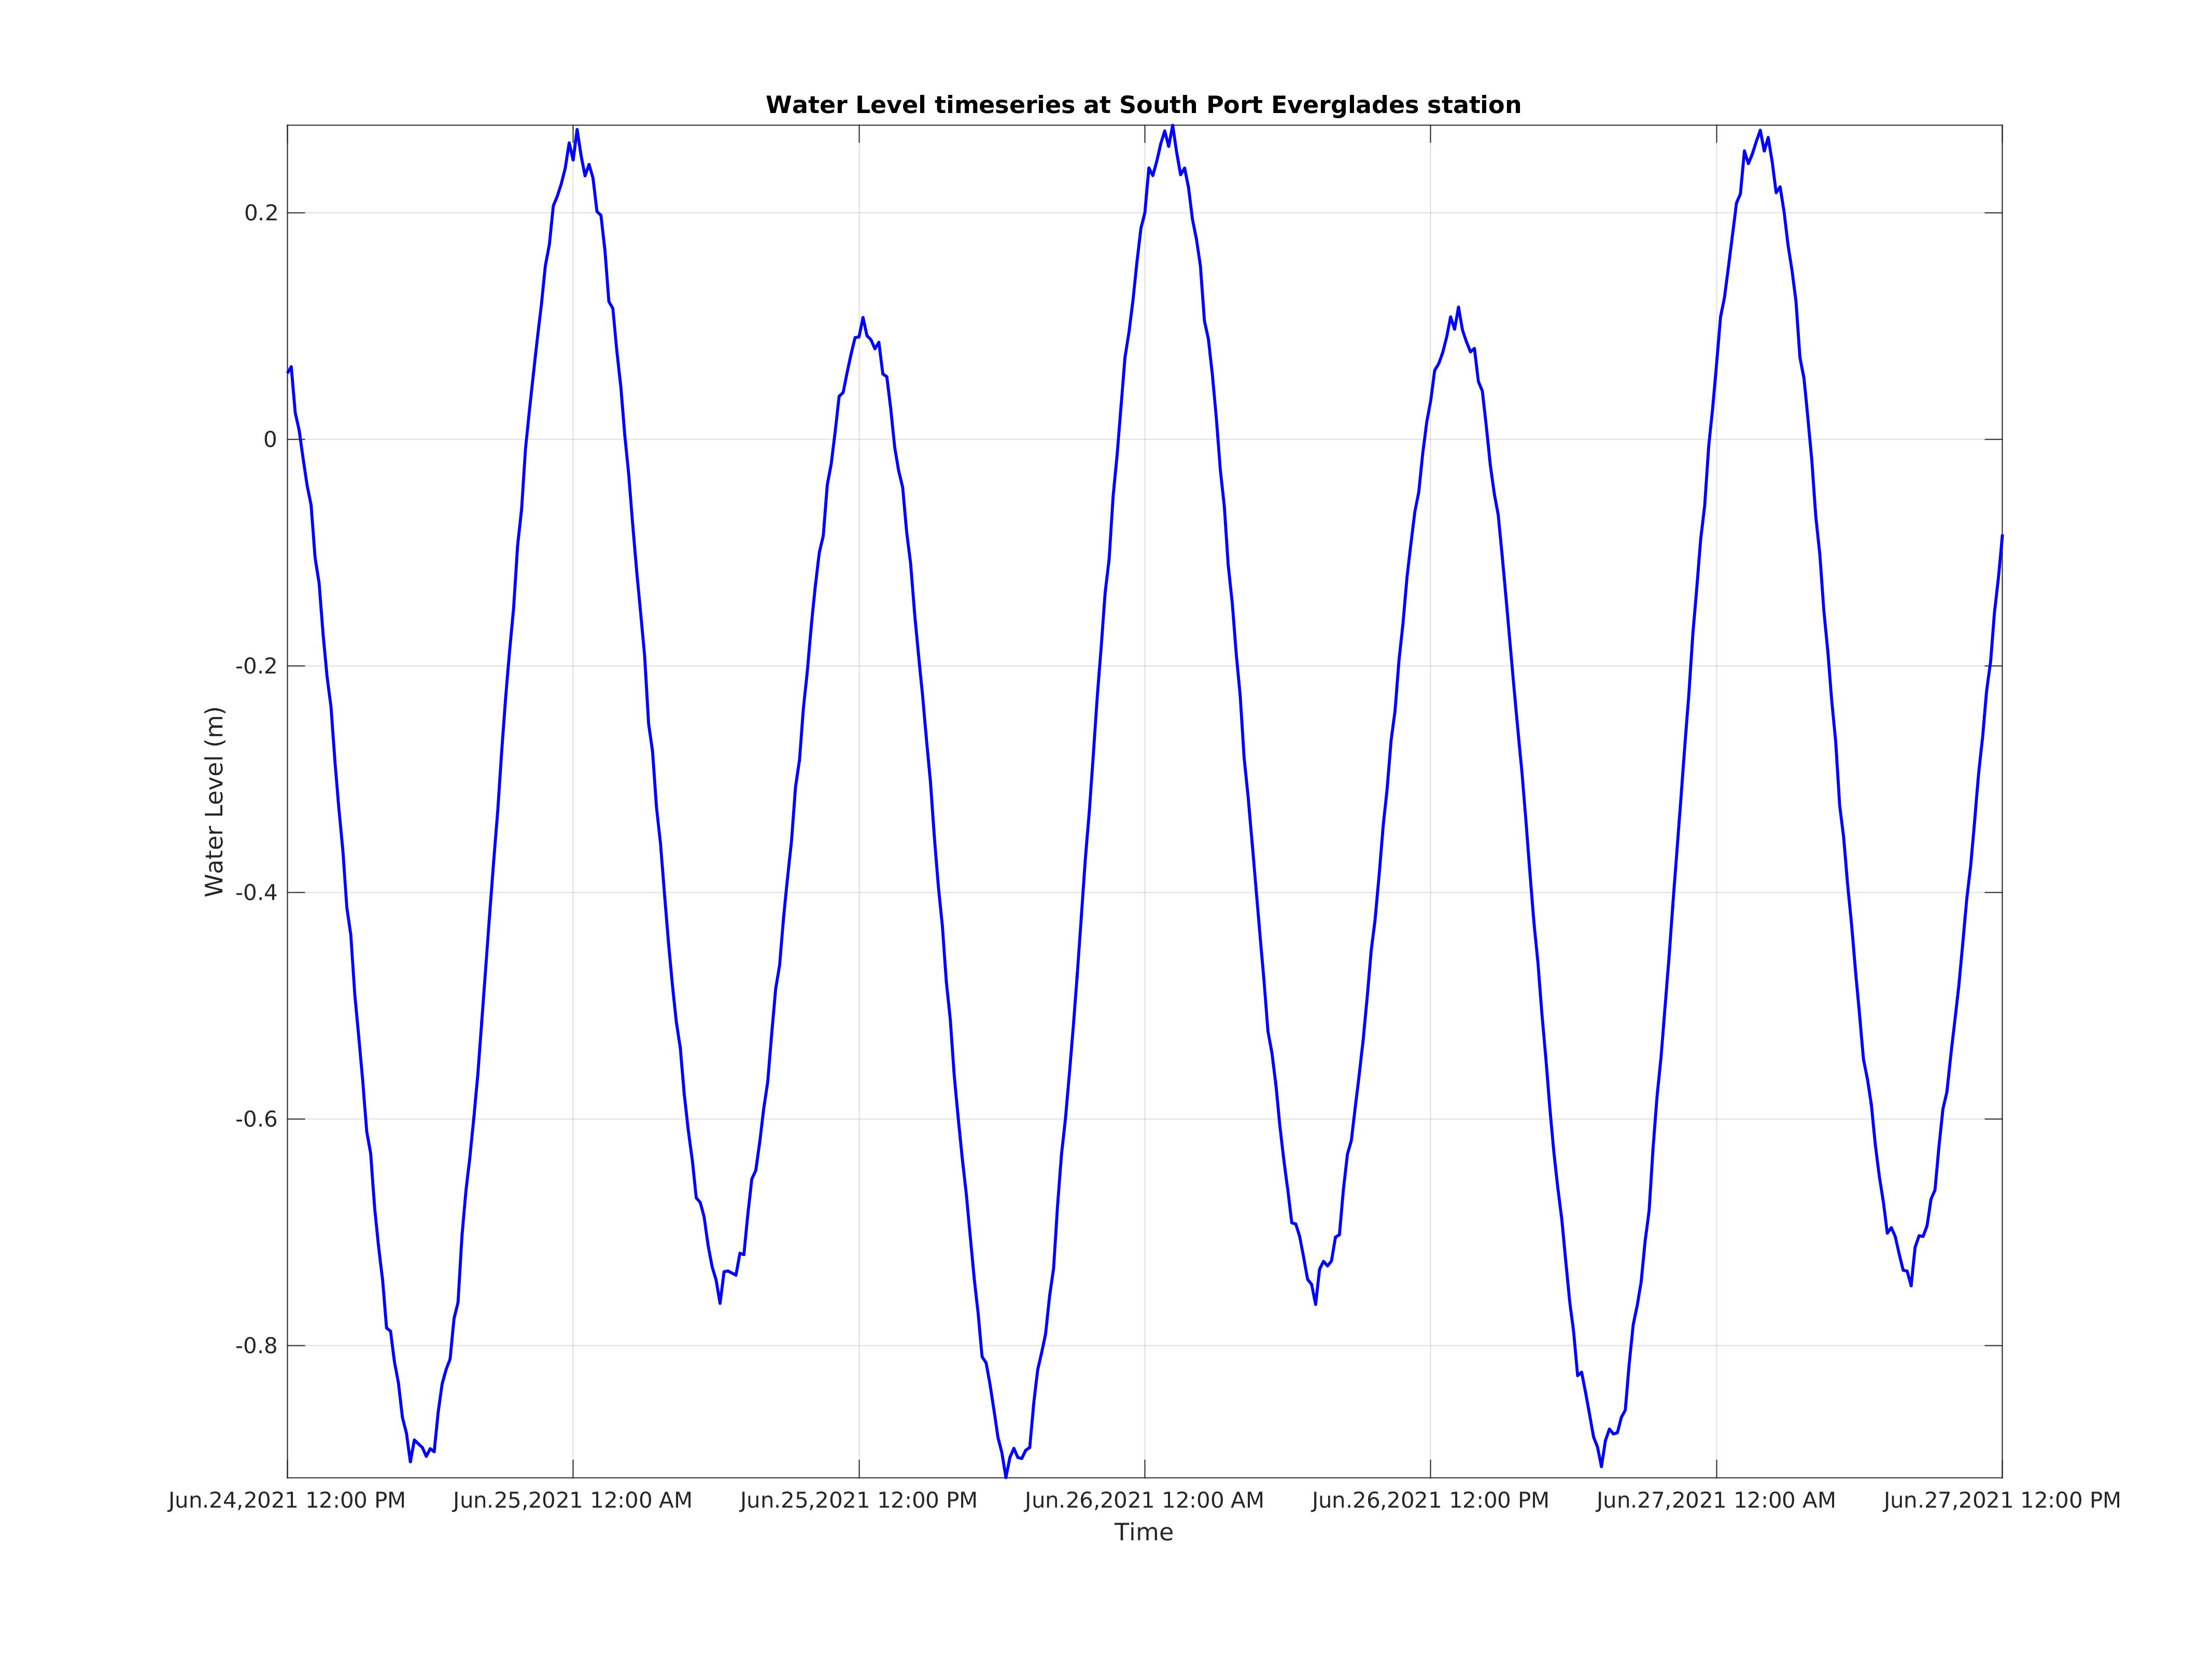 Water Level timeseries at South Port Everglades station
0.2
0
-0.2
-0.4
-0.6
-0.8
Water Level (m)
Jun.24,2021 12:00 PM Jun.25,2021 12:00 AM Jun.25,2021 12:00 PM Jun.26,2021 12:00 AM Jun.26,2021 12:00 PM Jun.27,2021 12:00 AM Jun.27,2021 12:00 PM
Time